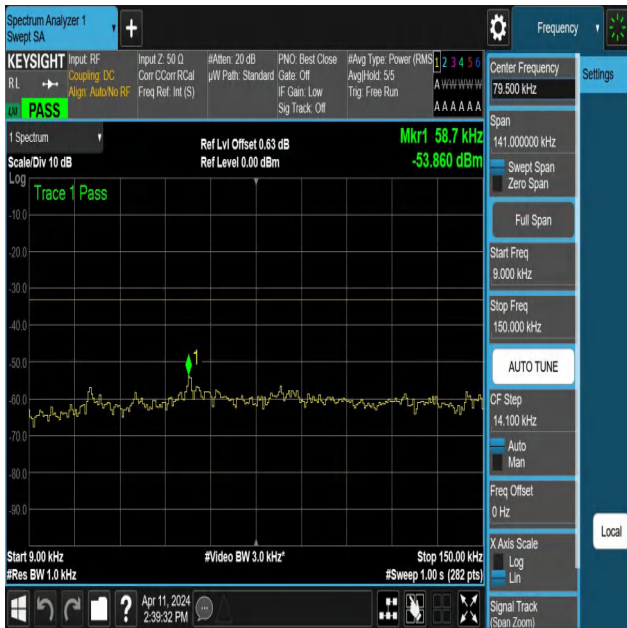 Spectrum Analyzer 1
Swept SA
Frequency
KEYSIGHT
RL
PASS
Input: RF
Coupling: DC
Align: Auto/No RF
Input Z: 50 Ω
Corr CCorr RCal
Freq Ref: Int (S)
#Atten: 20 dB
µW Path: Standard
PNO: Best Close
Gate: Off
IF Gain: Low
Sig Track: Off
#Avg Type: Power (RMS
Avg|Hold: 5/5
Trig: Free Run
1 2 3 4 5 6
A W W W W W
A A A A A A
1 Spectrum
Scale/Div 10 dB
Ref Lvl Offset 0.63 dB
Ref Level 0.00 dBm
Mkr1 58.7 kHz
-53.860 dBm
Log
Trace 1 Pass
-10.0
-20.0
-30.0
-40.0
-50.0
-60.0
-70.0
-80.0
-90.0
1
Start 9.00 kHz
#Res BW 1.0 kHz
#Video BW 3.0 kHz*
Stop 150.00 kHz
#Sweep 1.00 s (282 pts)
Center Frequency
79.500 kHz
Span
141.000000 kHz
Swept Span
Zero Span
Full Span
Start Freq
9.000 kHz
Stop Freq
150.000 kHz
AUTO TUNE
CF Step
14.100 kHz
Auto
Man
Freq Offset
0 Hz
X Axis Scale
Log
Lin
Signal Track
(Span Zoom)
Settings
Local
?
Apr 11, 2024
2:39:32 PM